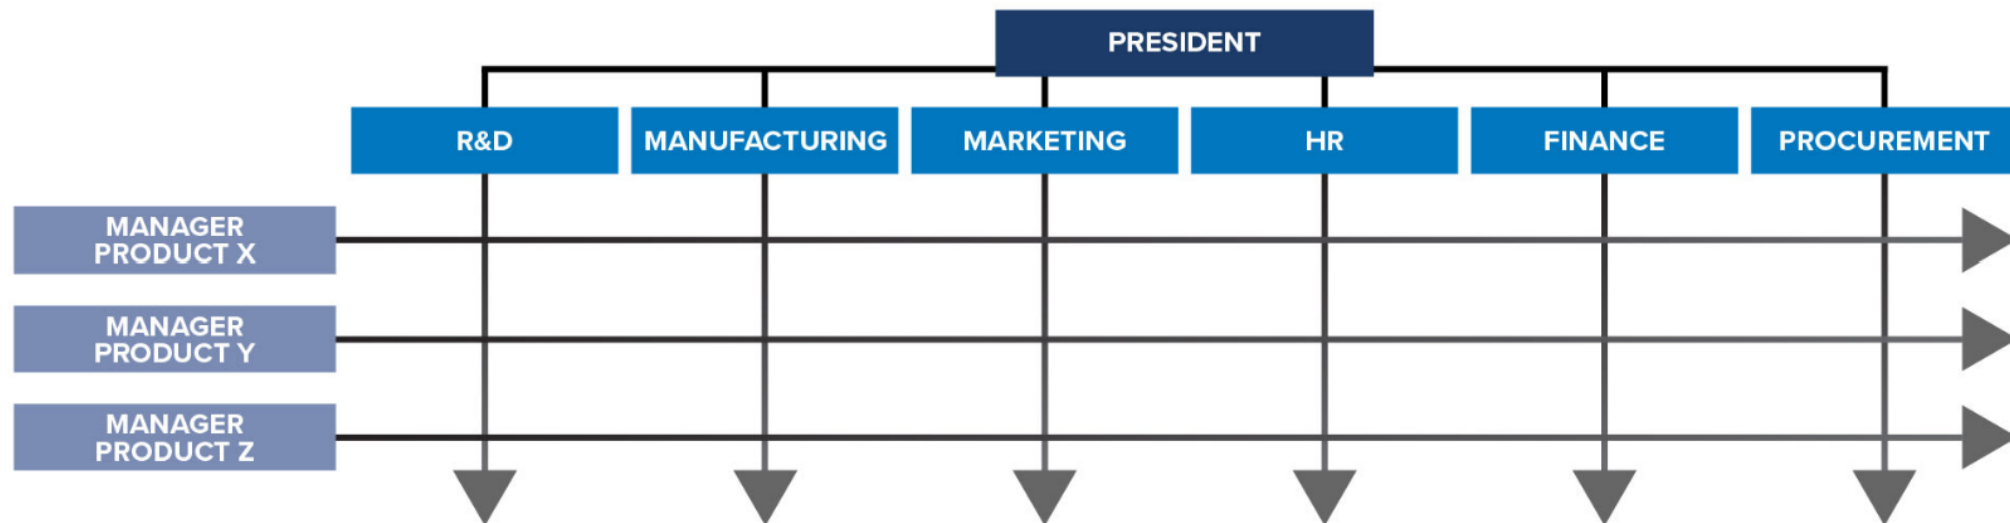 PRESIDENT
R&D
MANUFACTURING
MARKETING
HR
FINANCE
PROCUREMENT
MANAGER
PRODUCT X
MANAGER
PRODUCT Y
MANAGER
PRODUCT Z